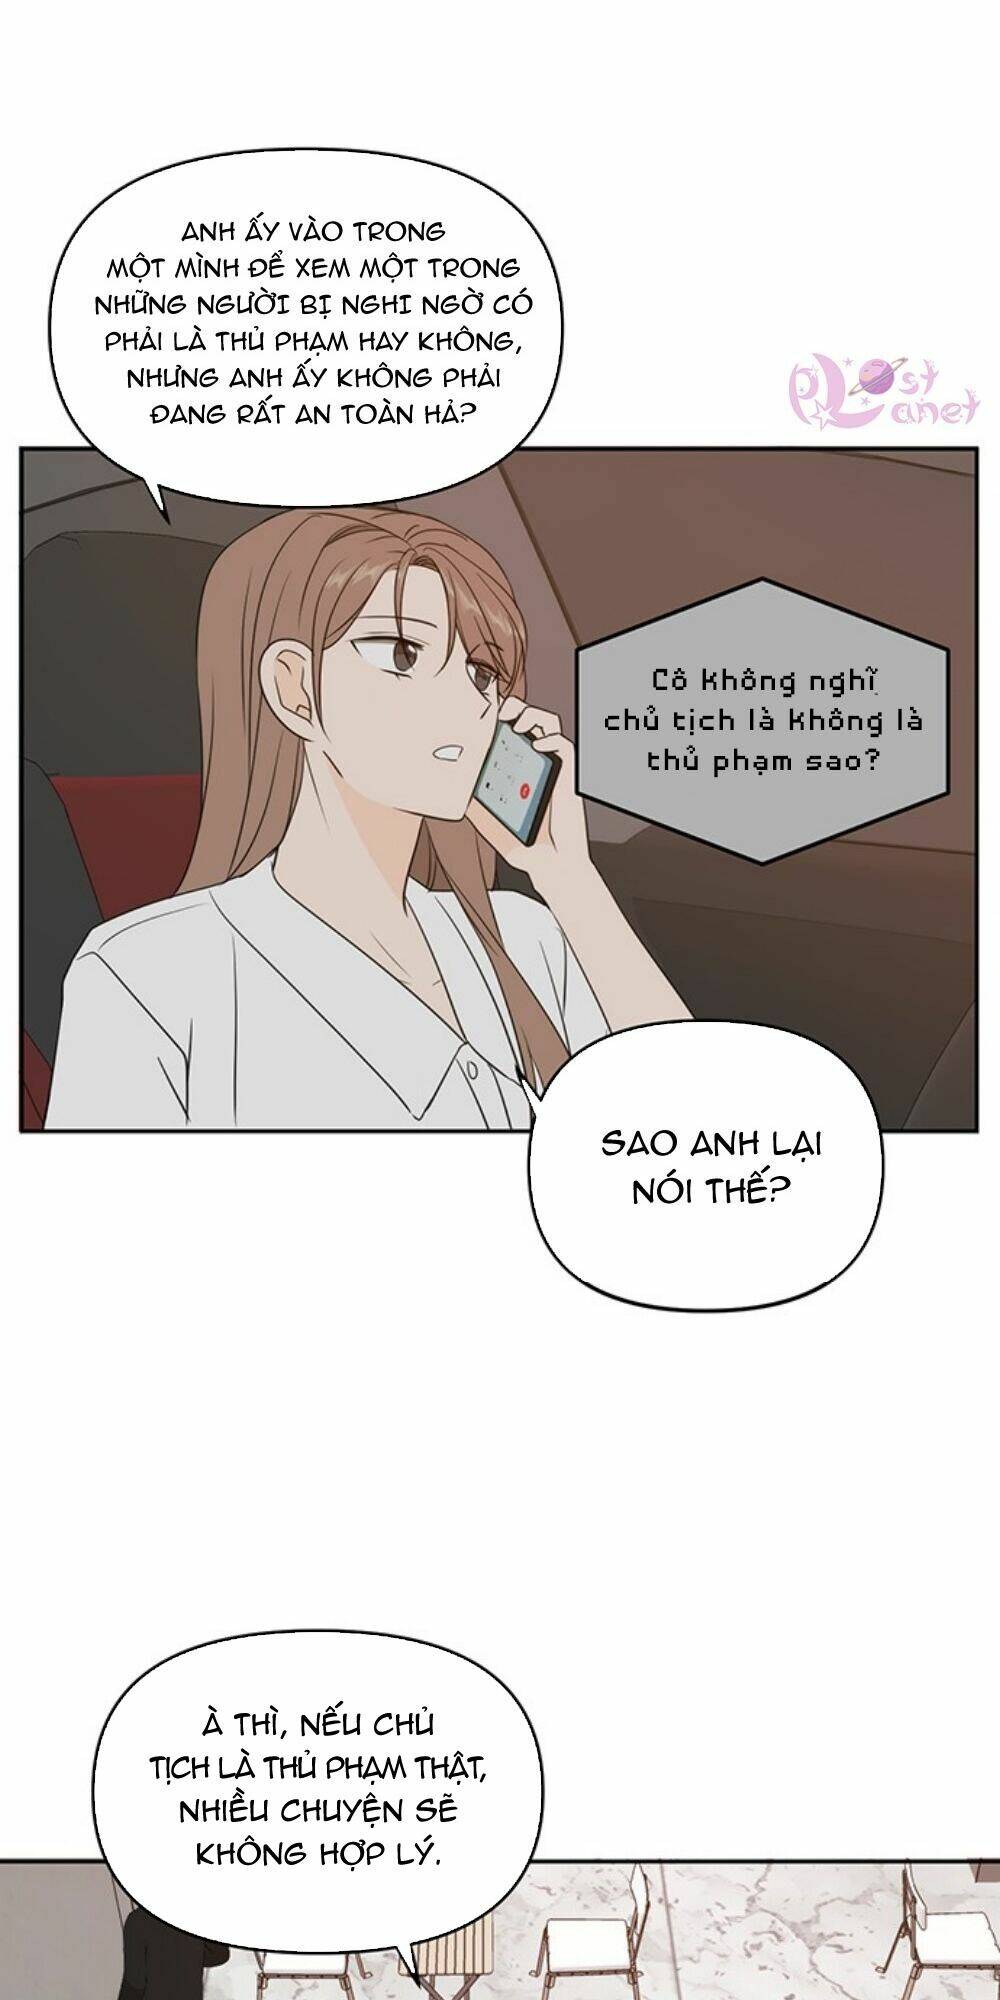 ANH ẤY VÀO TRONG
MỘT MÌNH ĐỂ XEM MỘT TRONG
NHỮNG NGƯỜI BỊ NGHI NGỜ CÓ
PHẢI LÀ THỦ PHẠM HAY KHÔNG,
NHƯNG ANH ẤY KHÔNG PHẢI
ĐANG RẤT AN TOÀN HẢ?
Lost
Planet
Cô không nghĩ
chủ tịch là không là
thủ phạm sao?
SAO ANH LẠI
NÓI THẾ?
À THÌ, NẾU CHỦ
TỊCH LÀ THỦ PHẠM THẬT,
NHIỀU CHUYỆN SẼ
KHÔNG HỢP LÝ.